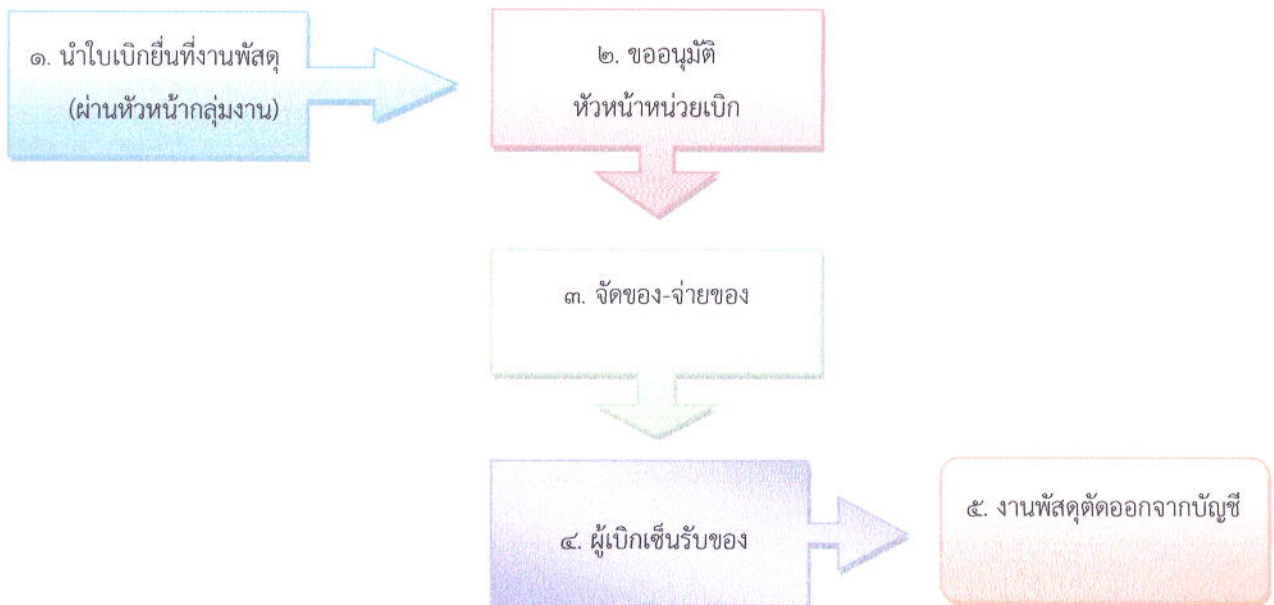 ๑. นำใบเบิกยื่นที่งานพัสดุ
(ผ่านหัวหน้ากลุ่มงาน)
๒. ขออนุมัติ
หัวหน้าหน่วยเบิก
๓. จัดของ-จ่ายของ
๔. ผู้เบิกเซ็นรับของ
๕. งานพัสดุตัดออกจากบัญชี